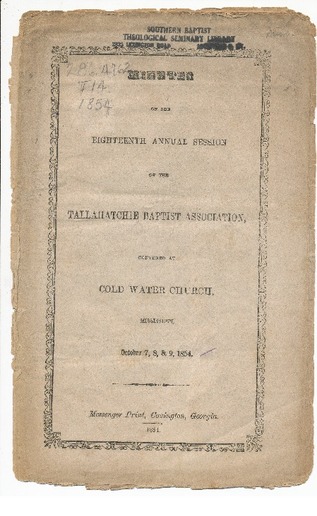 SOUTHERN BAPTIST
THEOLOGICAL SEMINARY LIBRARY
MINUTES
OF THE
EIGHTEENTH ANNUAL SESSION
OF THE
TALLAHATCHIE BAPTIST ASSOCIATION,
AT
COLD WATER CHURCH,
MISSISSIPPI,
October 7, 8, & 9, 1854.
Messenger Print, Covington, Georgia.
1854.
1854